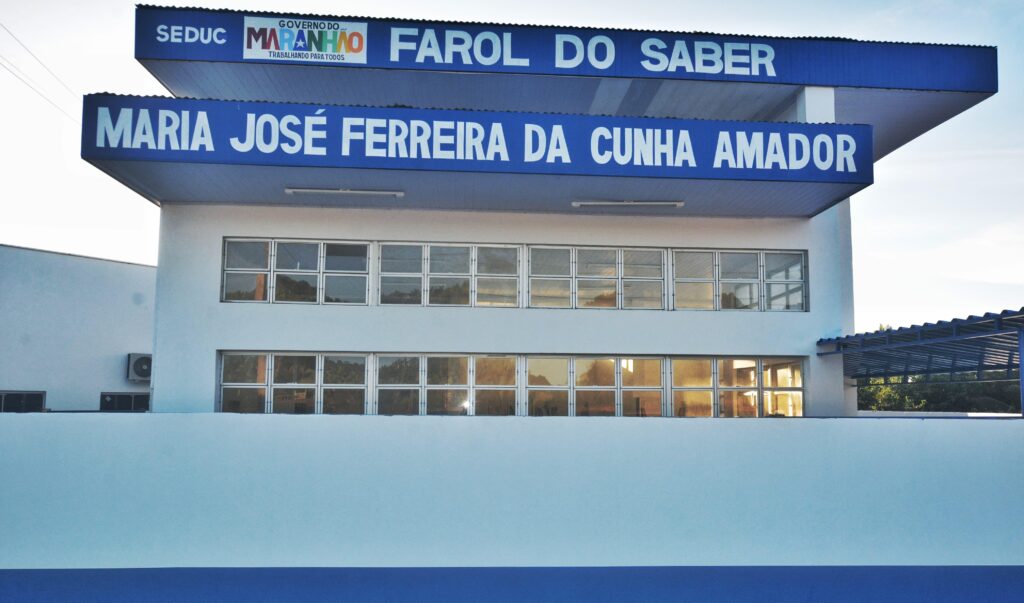 SEDUC
GOVERNO DO
MARANHÃO
TRABALHANDO PARA TODOS
FAROL DO SABER
MARIA JOSÉ FERREIRA DA CUNHA AMADOR